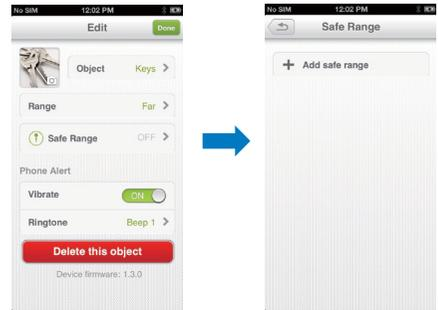 No SIM 12:02 PM
Edit Done
Object Keys
Range Far
Safe Range OFF
Phone Alert
Vibrate ON
Ringtone Beep 1
Delete this object
Device firmware: 1.3.0
No SIM 12:02 PM
Safe Range
+ Add safe range